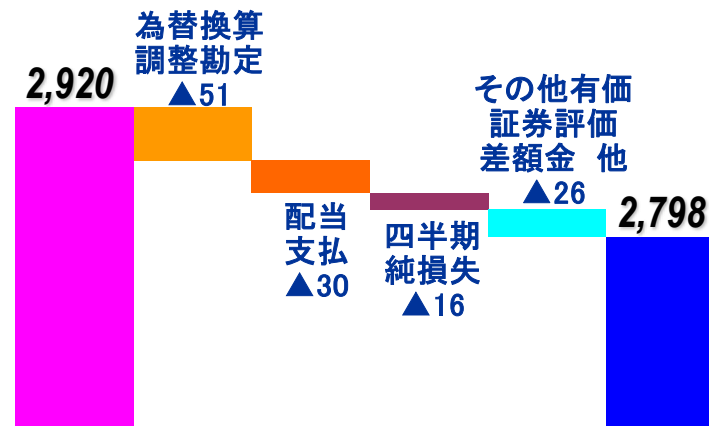 2,920
為替換算
調整勘定
▲51
配当
支払
▲30
四半期
純損失
▲16
その他有価
証券評価
差額金 他
▲26
2,798